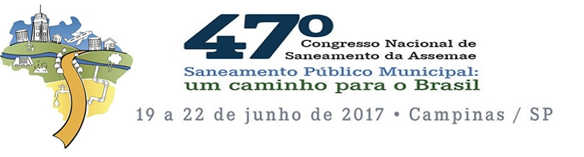 47º
Congresso Nacional de
Saneamento da Assemae
Saneamento Público Municipal:
um caminho para o Brasil
19 a 22 de junho de 2017 • Campinas / SP